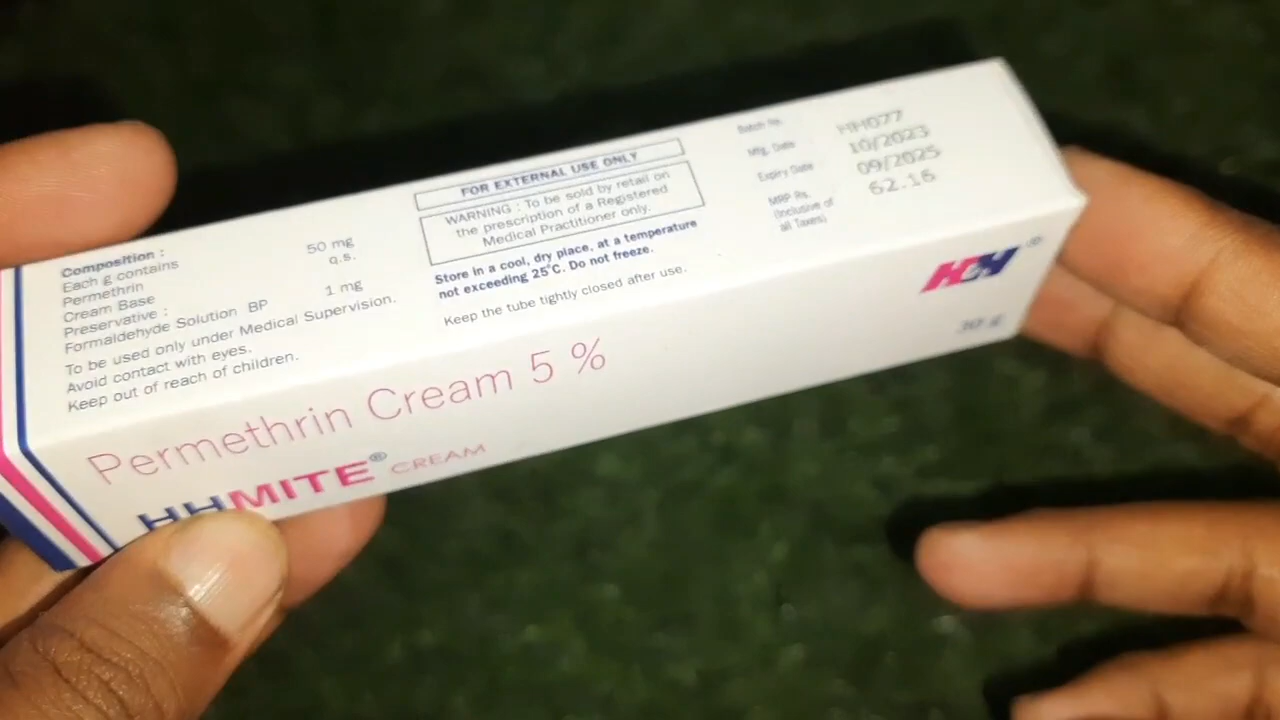 Composition :
Each g contains
Permethrin 50 mg
Cream Base q.s.
Preservative :
Formaldehyde Solution BP 1 mg
To be used only under Medical Supervision.
Avoid contact with eyes.
Keep out of reach of children.
FOR EXTERNAL USE ONLY
WARNING : To be sold by retail on
the prescription of a Registered
Medical Practitioner only.
Store in a cool, dry place, at a temperature
not exceeding 25°C. Do not freeze.
Keep the tube tightly closed after use.
Batch No. HH077
Mfg. Date 10/2023
Expiry Date 09/2025
MRP Rs. 62.16
(Inclusive of
all Taxes)
Permethrin Cream 5 %
HHMITE® CREAM
HH®
30 g